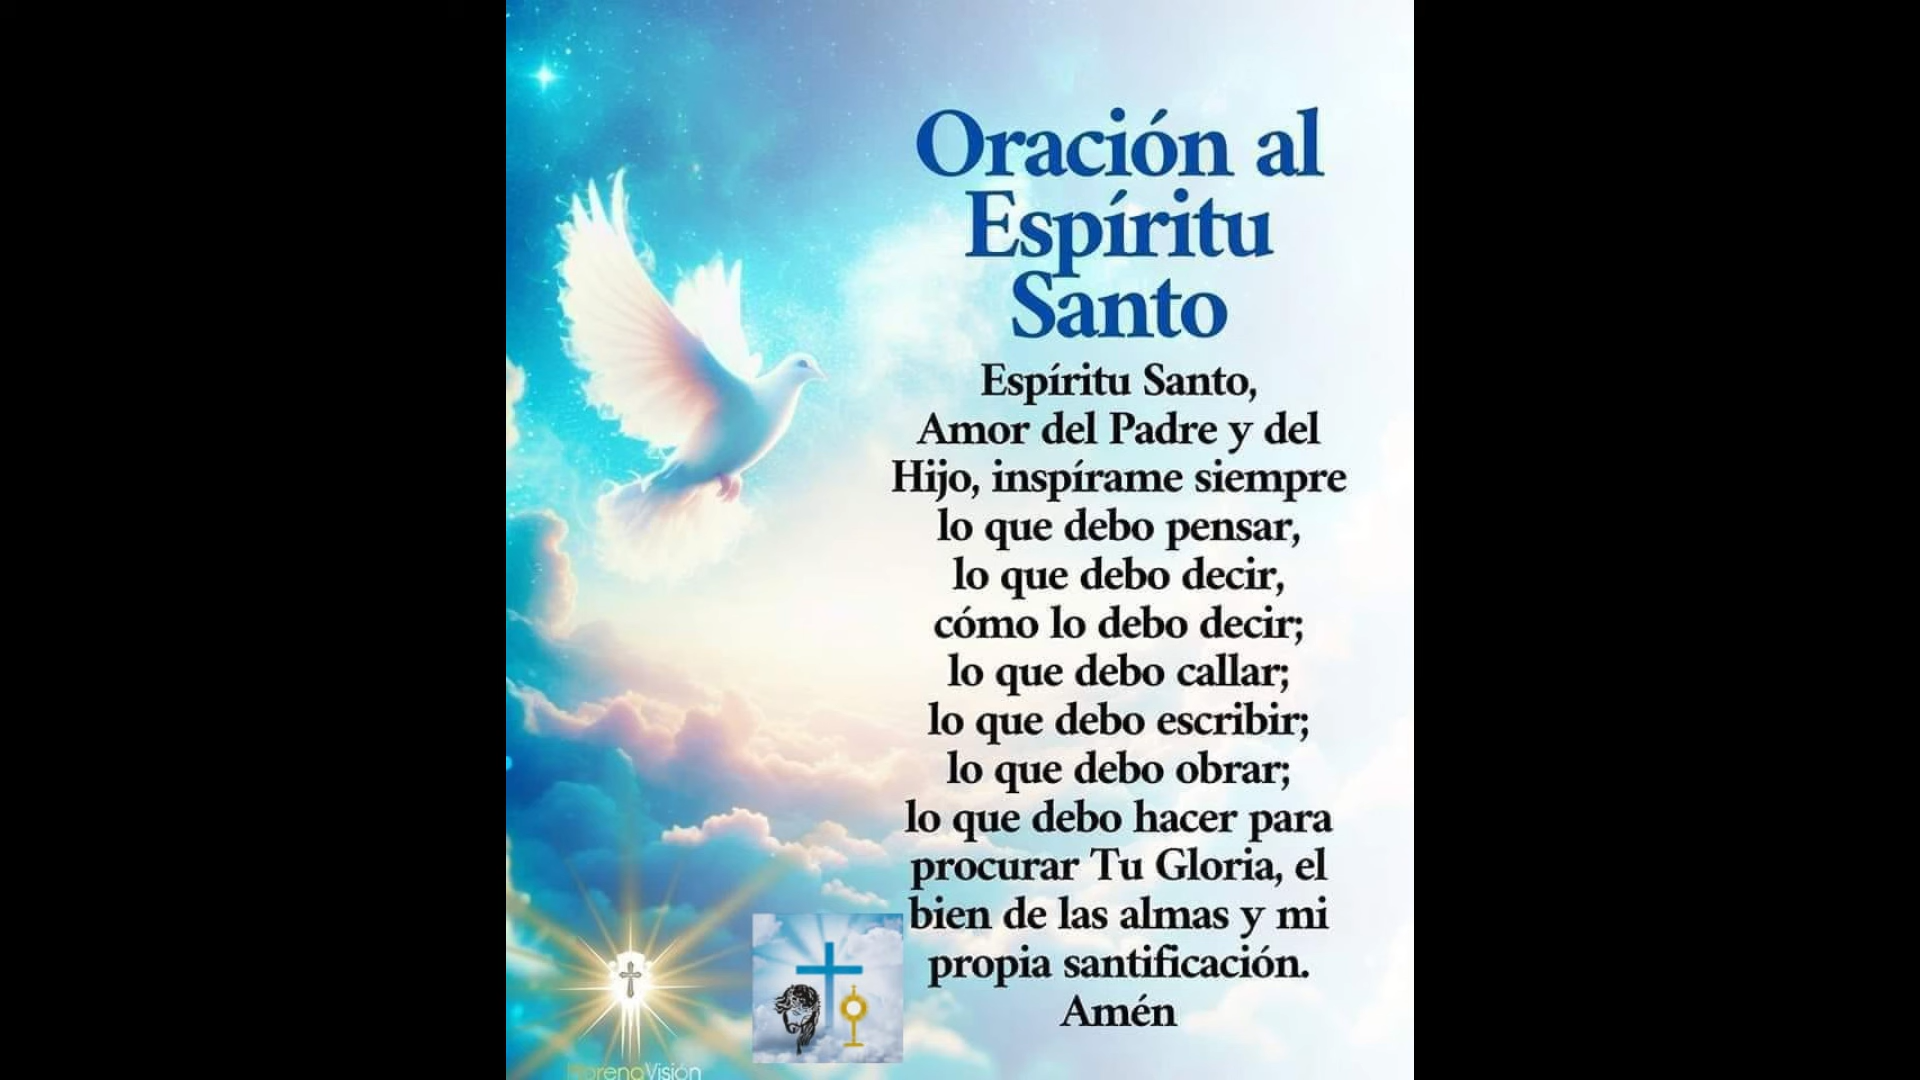 Oración al
Espíritu
Santo
Espíritu Santo,
Amor del Padre y del
Hijo, inspírame siempre
lo que debo pensar,
lo que debo decir,
cómo lo debo decir;
lo que debo callar;
lo que debo escribir;
lo que debo obrar;
lo que debo hacer para
procurar Tu Gloria, el
bien de las almas y mi
propia santificación.
Amén
MorenaVisión